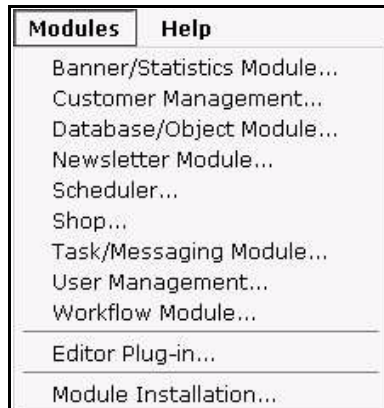 Modules Help
Banner/Statistics Module...
Customer Management...
Database/Object Module...
Newsletter Module...
Scheduler...
Shop...
Task/Messaging Module...
User Management...
Workflow Module...
Editor Plug-in...
Module Installation...